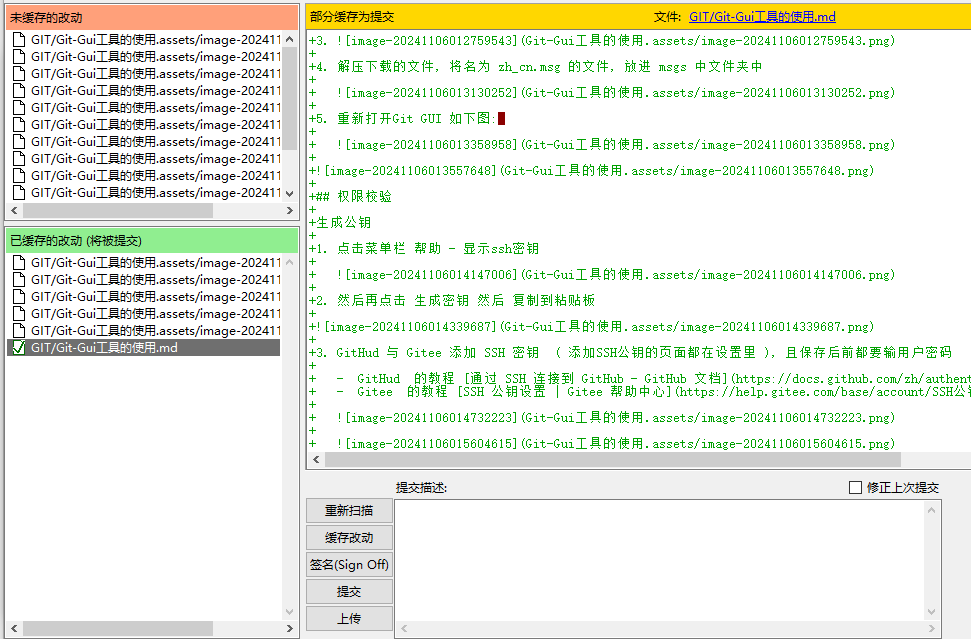 未缓存的改动
GIT/Git-Gui工具的使用.assets/image-202411
GIT/Git-Gui工具的使用.assets/image-202411
GIT/Git-Gui工具的使用.assets/image-202411
GIT/Git-Gui工具的使用.assets/image-202411
GIT/Git-Gui工具的使用.assets/image-202411
GIT/Git-Gui工具的使用.assets/image-202411
GIT/Git-Gui工具的使用.assets/image-202411
GIT/Git-Gui工具的使用.assets/image-202411
GIT/Git-Gui工具的使用.assets/image-202411
GIT/Git-Gui工具的使用.assets/image-202411
已缓存的改动 (将被提交)
GIT/Git-Gui工具的使用.assets/image-202411
GIT/Git-Gui工具的使用.assets/image-202411
GIT/Git-Gui工具的使用.assets/image-202411
GIT/Git-Gui工具的使用.assets/image-202411
GIT/Git-Gui工具的使用.assets/image-202411
GIT/Git-Gui工具的使用.md
部分缓存为提交 文件: GIT/Git-Gui工具的使用.md
+3. ![image-20241106012759543](Git-Gui工具的使用.assets/image-20241106012759543.png)
+
+4. 解压下载的文件, 将名为 zh_cn.msg 的文件, 放进 msgs 中文件夹中
+
+   ![image-20241106013130252](Git-Gui工具的使用.assets/image-20241106013130252.png)
+
+5. 重新打开Git GUI 如下图:
+
+   ![image-20241106013358958](Git-Gui工具的使用.assets/image-20241106013358958.png)
+
+![image-20241106013557648](Git-Gui工具的使用.assets/image-20241106013557648.png)
+
+## 权限校验
+
+生成公钥
+
+1. 点击菜单栏 帮助 - 显示ssh密钥
+
+   ![image-20241106014147006](Git-Gui工具的使用.assets/image-20241106014147006.png)
+
+2. 然后再点击 生成密钥 然后 复制到粘贴板
+
+![image-20241106014339687](Git-Gui工具的使用.assets/image-20241106014339687.png)
+
+3. GitHud 与 Gitee 添加 SSH 密钥 ( 添加SSH公钥的页面都在设置里 ), 且保存后前都要输用户密码
+
+   - GitHud 的教程 [通过 SSH 连接到 GitHub - GitHub 文档](https://docs.github.com/zh/authent
+   - Gitee 的教程 [SSH 公钥设置 | Gitee 帮助中心](https://help.gitee.com/base/account/SSH公钥
+
+   ![image-20241106014732223](Git-Gui工具的使用.assets/image-20241106014732223.png)
+
+   ![image-20241106015604615](Git-Gui工具的使用.assets/image-20241106015604615.png)
提交描述: 修正上次提交
重新扫描
缓存改动
签名(Sign Off)
提交
上传